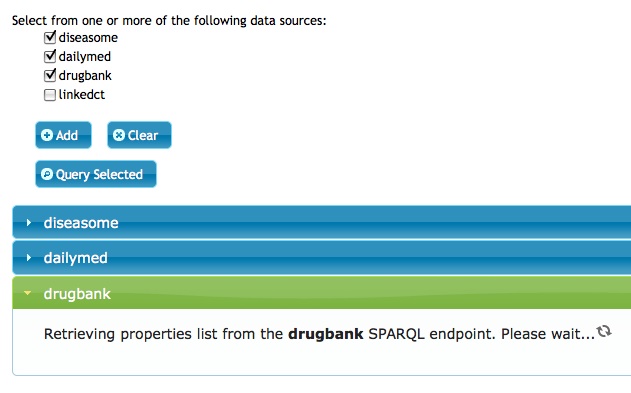 Select from one or more of the following data sources:
diseasome
dailymed
drugbank
linkedct
Add Clear
Query Selected
diseasome
dailymed
drugbank
Retrieving properties list from the drugbank SPARQL endpoint. Please wait...